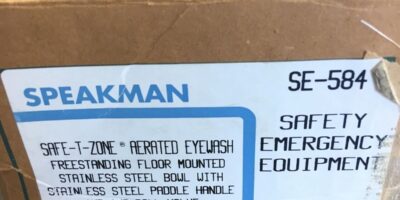 SPEAKMAN
SE-584
SAFE-T-ZONE® AERATED EYEWASH
FREESTANDING FLOOR MOUNTED
STAINLESS STEEL BOWL WITH
STAINLESS STEEL PADDLE HANDLE
SAFETY
EMERGENCY
EQUIPMENT